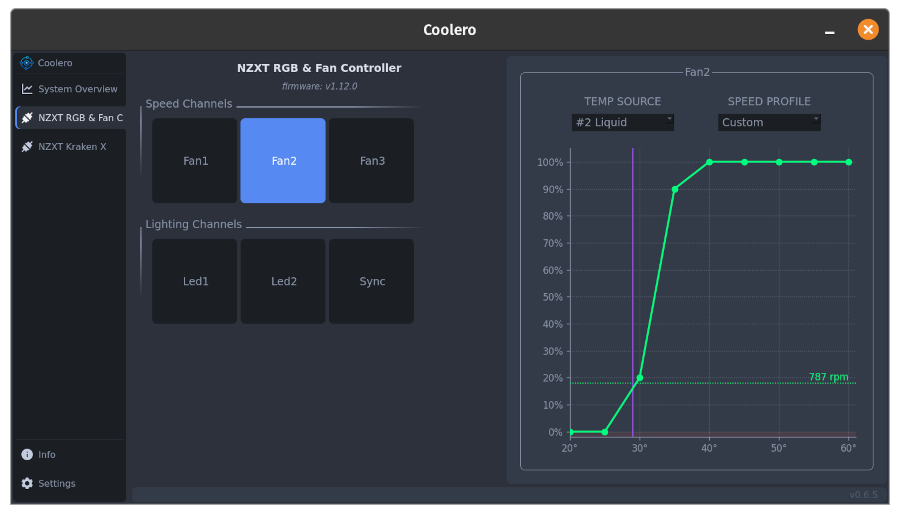 Coolero
Coolero
System Overview
NZXT RGB & Fan C
NZXT Kraken X
Info
Settings
NZXT RGB & Fan Controller
firmware: v1.12.0
Speed Channels
Fan1
Fan2
Fan3
Lighting Channels
Led1
Led2
Sync
Fan2
TEMP SOURCE
SPEED PROFILE
#2 Liquid
Custom
100%
90%
80%
70%
60%
50%
40%
30%
20%
10%
0%
787 rpm
20°
30°
40°
50°
60°
v0.6.5